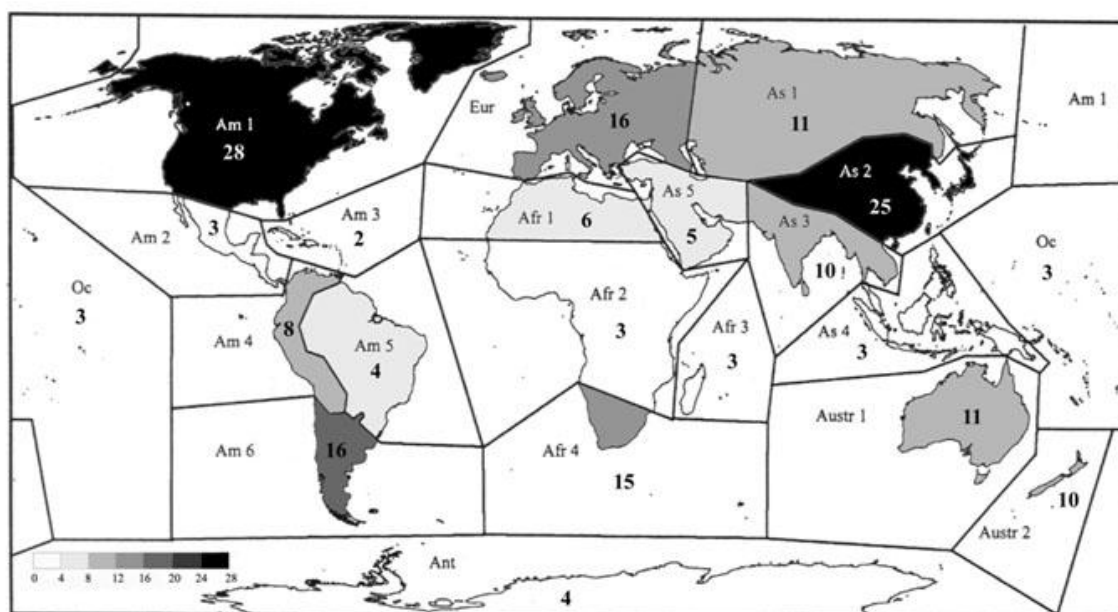 Eur
As 1
Am 1
Am 1
28
16
11
As 2
25
Am 3
2
Afr 1
6
As 5
5
As 3
10
Am 2
3
Oc
3
Oc
3
Afr 2
3
Afr 3
3
As 4
3
Am 4
8
Am 5
4
Austr 1
11
Am 6
16
Afr 4
15
10
Austr 2
Ant
4
0 4 8 12 16 20 24 28